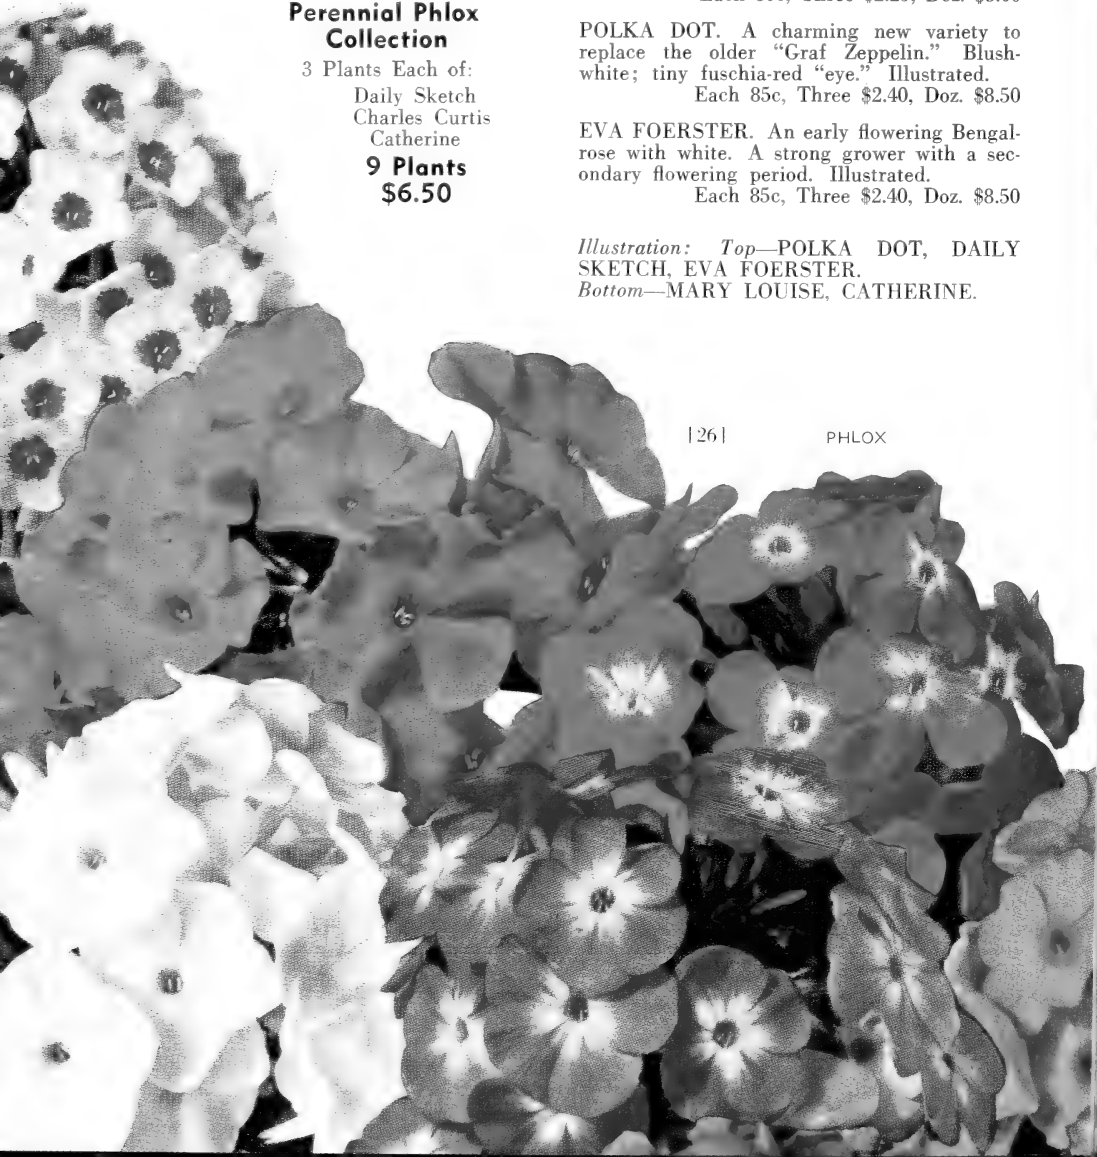 Perennial Phlox
Collection
3 Plants Each of:
Daily Sketch
Charles Curtis
Catherine
9 Plants
$6.50
POLKA DOT. A charming new variety to
replace the older “Graf Zeppelin.” Blush-
white; tiny fuschia-red “eye.” Illustrated.
Each 85c, Three $2.40, Doz. $8.50
EVA FOERSTER. An early flowering Bengal-
rose with white. A strong grower with a sec-
ondary flowering period. Illustrated.
Each 85c, Three $2.40, Doz. $8.50
Illustration: Top—POLKA DOT, DAILY
SKETCH, EVA FOERSTER.
Bottom—MARY LOUISE, CATHERINE.
[26] PHLOX